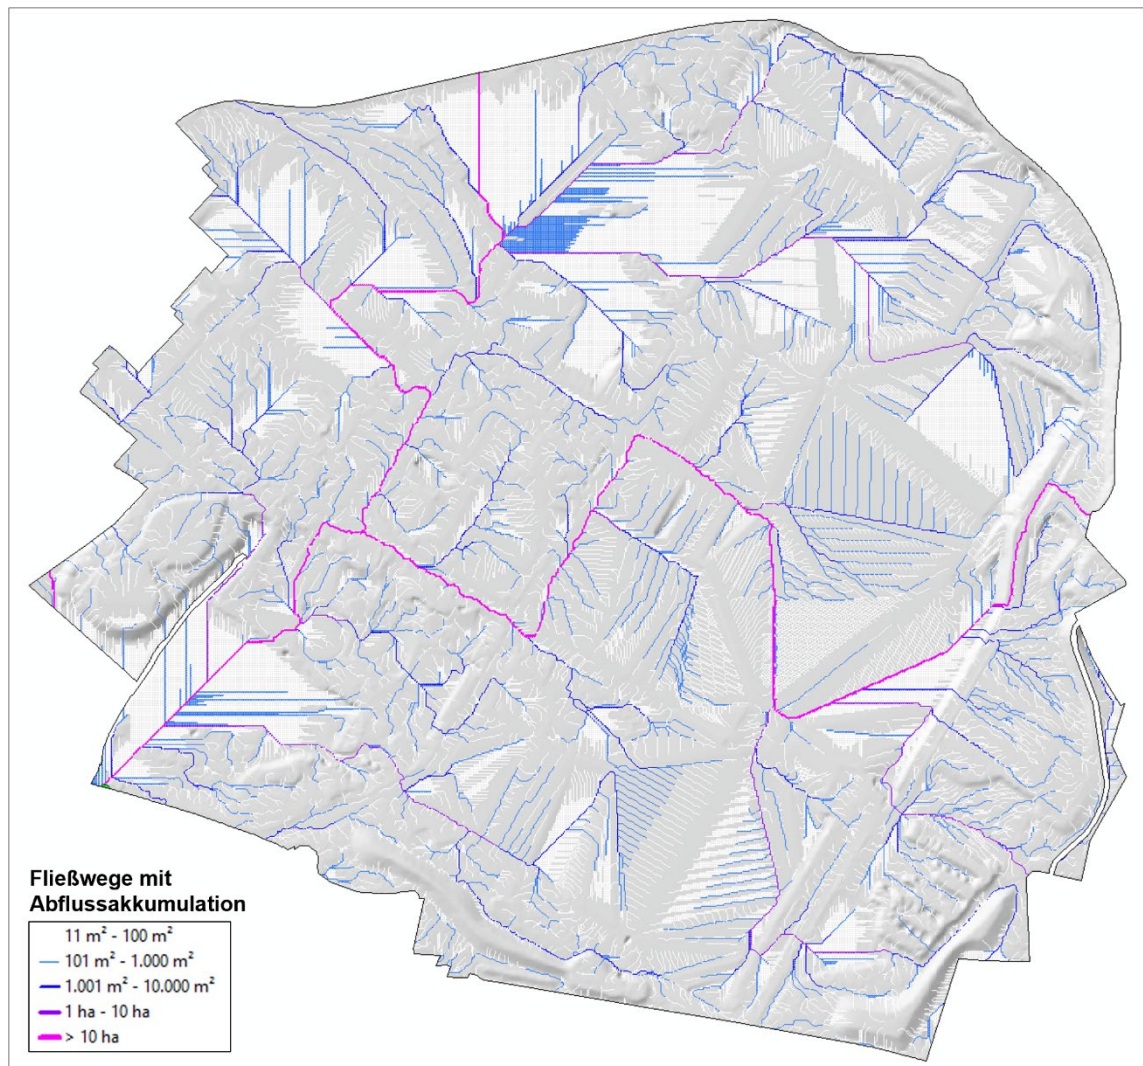 Fließwege mit
Abflussakkumulation
11 m² - 100 m²
101 m² - 1.000 m²
1.001 m² - 10.000 m²
1 ha - 10 ha
> 10 ha